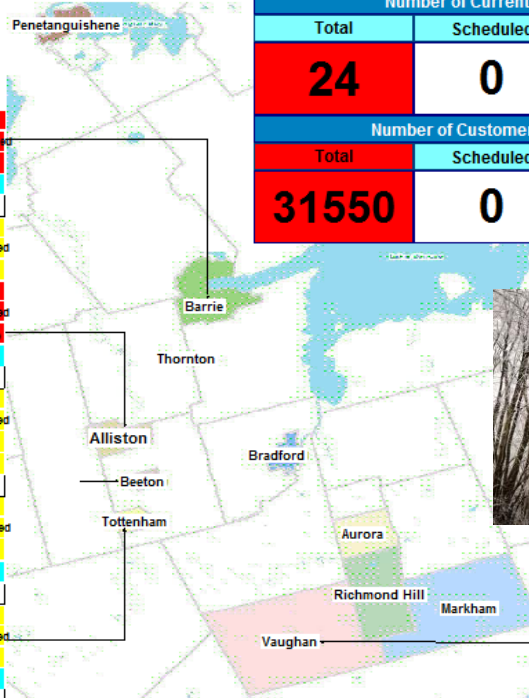 Number of Current
Total Scheduled
24 0
Number of Customer
Total Scheduled
31550 0
Penetanguishene
Barrie
Thornton
Alliston
Bradford
Beeton
Tottenham
Aurora
Richmond Hill
Markham
Vaughan